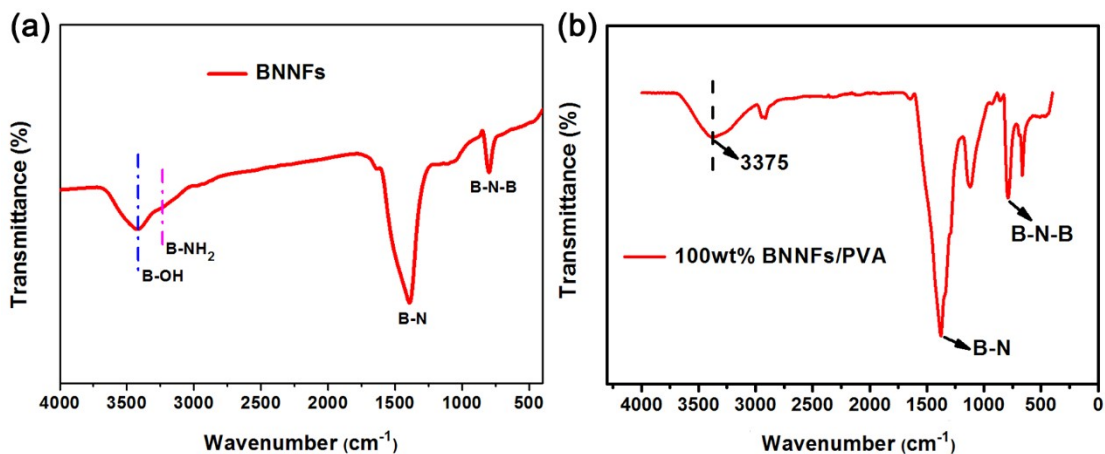 (a)
BNNFs
B-NH₂
B-OH
B-N
B-N-B
Transmittance (%)
4000 3500 3000 2500 2000 1500 1000 500
Wavenumber (cm⁻¹)
(b)
3375
B-N-B
100wt% BNNFs/PVA
B-N
Transmittance (%)
4000 3500 3000 2500 2000 1500 1000 500 0
Wavenumber (cm⁻¹)